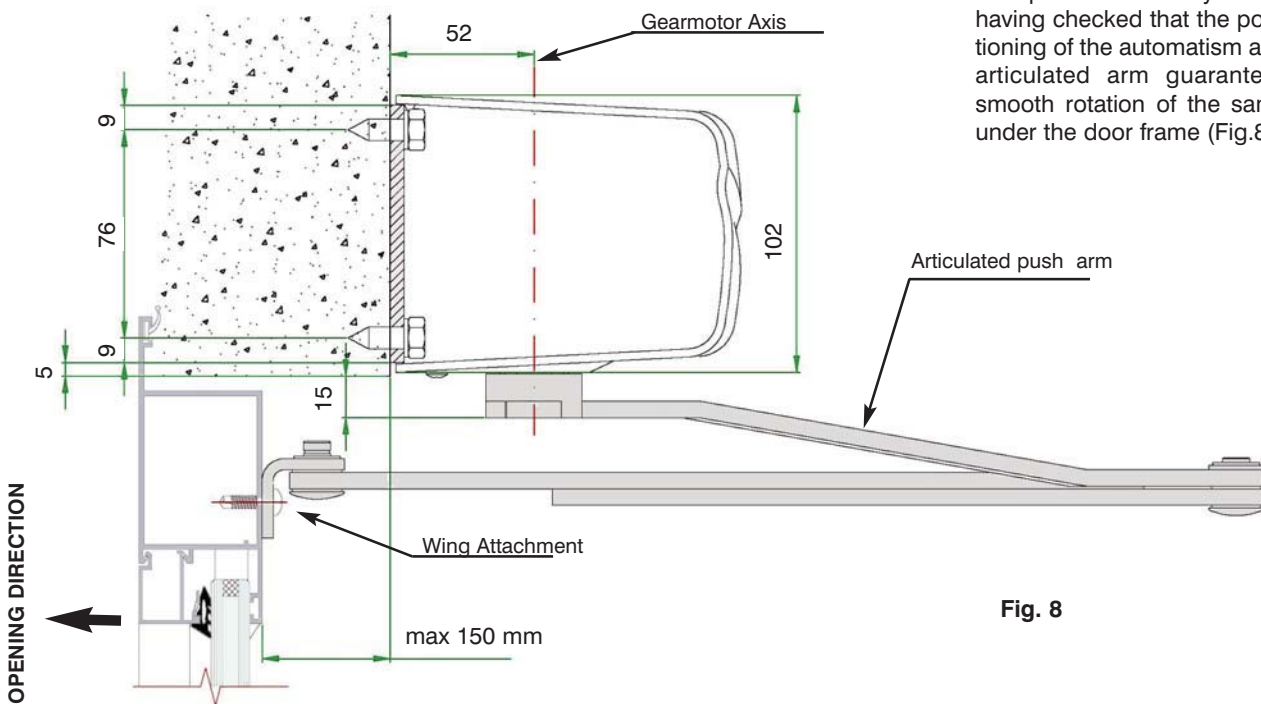 having checked that the po
tioning of the automatism a
articulated arm guarante
smooth rotation of the sar
under the door frame (Fig.8
Gearmotor Axis
52
9
76
102
Articulated push arm
9
5
15
Wing Attachment
OPENING DIRECTION
max 150 mm
Fig. 8